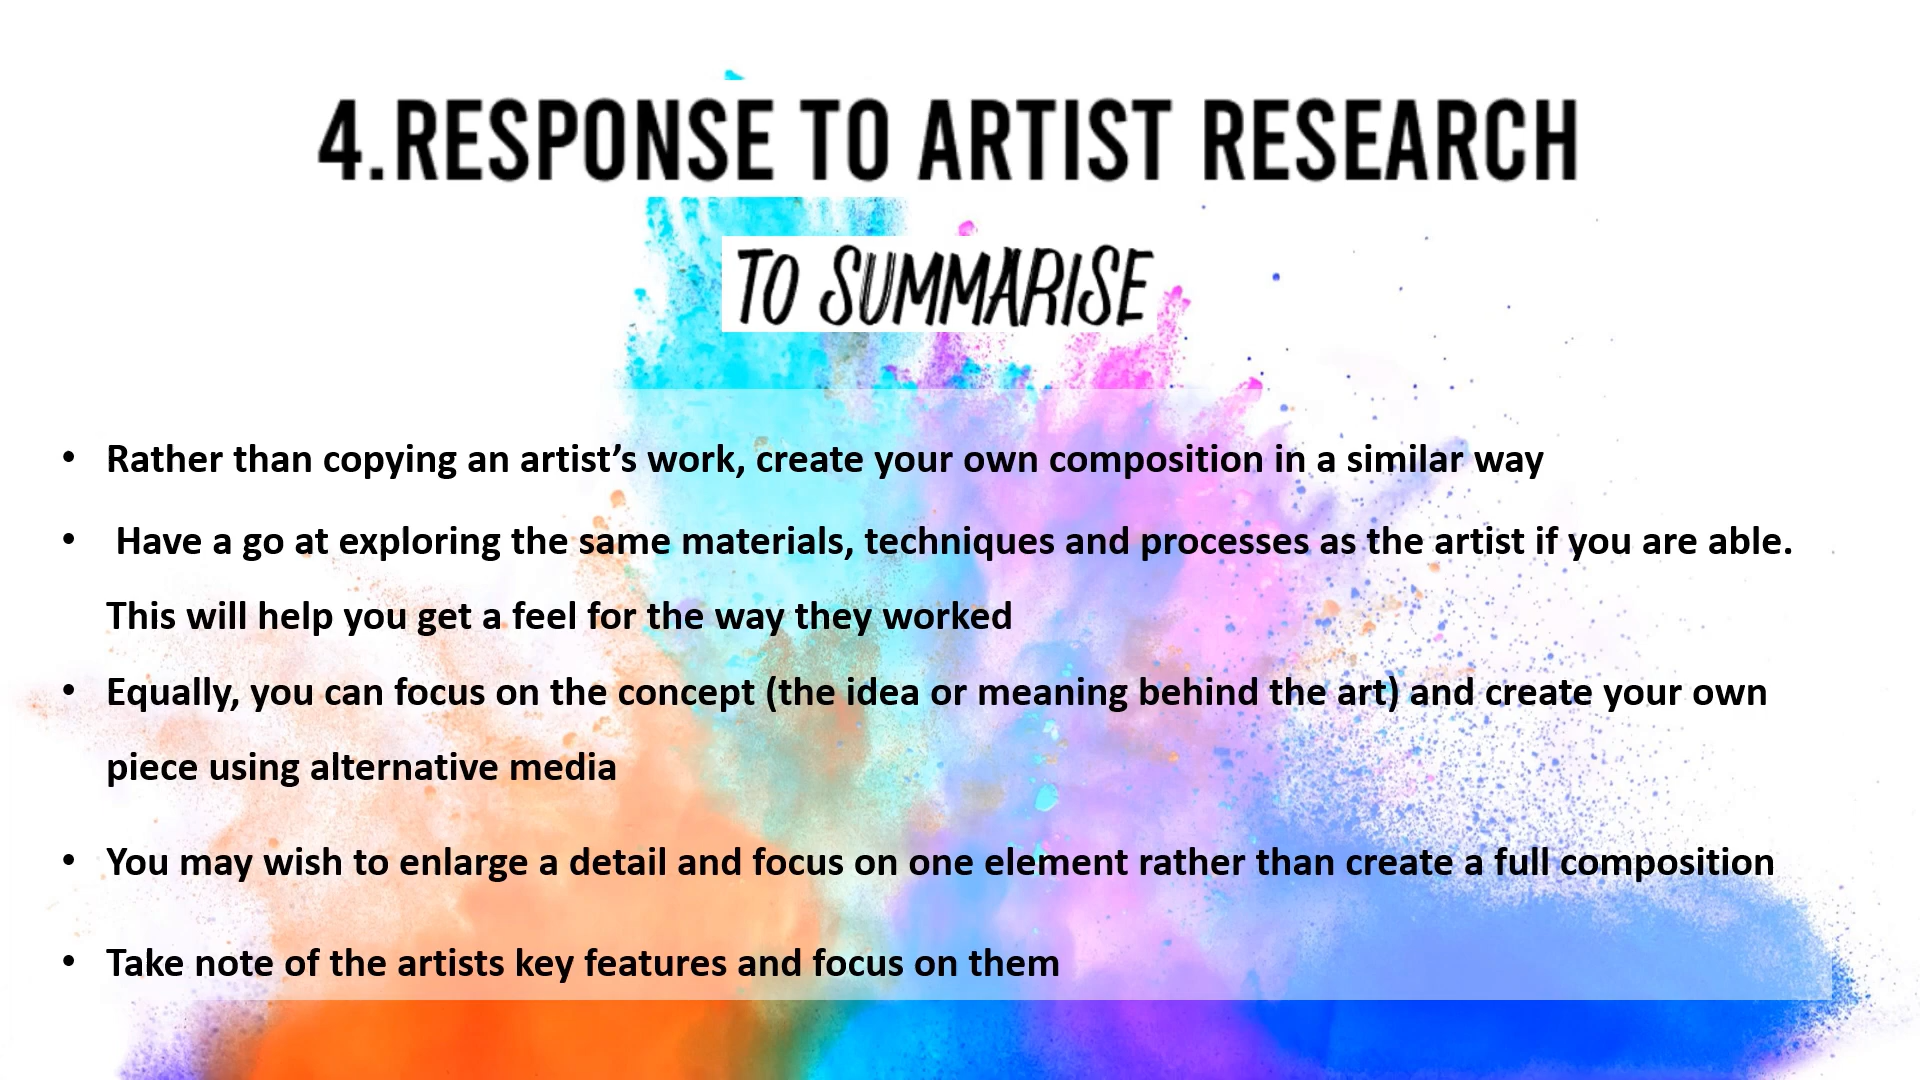 4.RESPONSE TO ARTIST RESEARCH
TO SUMMARISE
• Rather than copying an artist’s work, create your own composition in a similar way
• Have a go at exploring the same materials, techniques and processes as the artist if you are able.
This will help you get a feel for the way they worked
• Equally, you can focus on the concept (the idea or meaning behind the art) and create your own
piece using alternative media
• You may wish to enlarge a detail and focus on one element rather than create a full composition
• Take note of the artists key features and focus on them